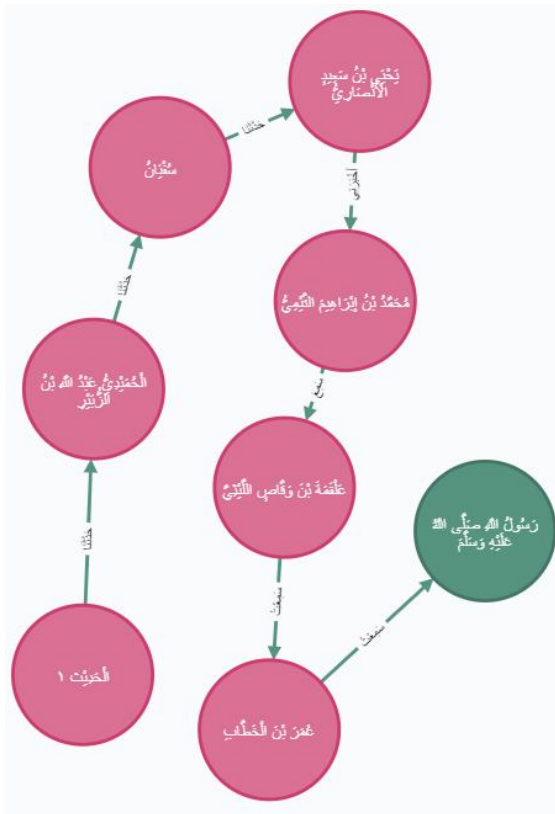 الْحَدِيْث ١
حَدَّثَنَا
الْحُمَيْدِيُّ عَبْدُ اللَّهِ بْنُ
الزُّبَيْرِ
حَدَّثَنَا
سُفْيَانُ
حَدَّثَنَا
يَحْيَى بْنُ سَعِيدٍ
الْأَنْصَارِيُّ
أَخْبَرَنِي
مُحَمَّدُ بْنُ إِبْرَاهِيمَ التَّيْمِيُّ
سَمِعَ
عَلْقَمَةَ بْنَ وَقَّاصٍ اللَّيْثِيَّ
سَمِعْتُ
عُمَرَ بْنَ الْخَطَّابِ
سَمِعْتُ
رَسُولُ اللَّهِ صَلَّى اللَّهُ
عَلَيْهِ وَسَلَّمَ